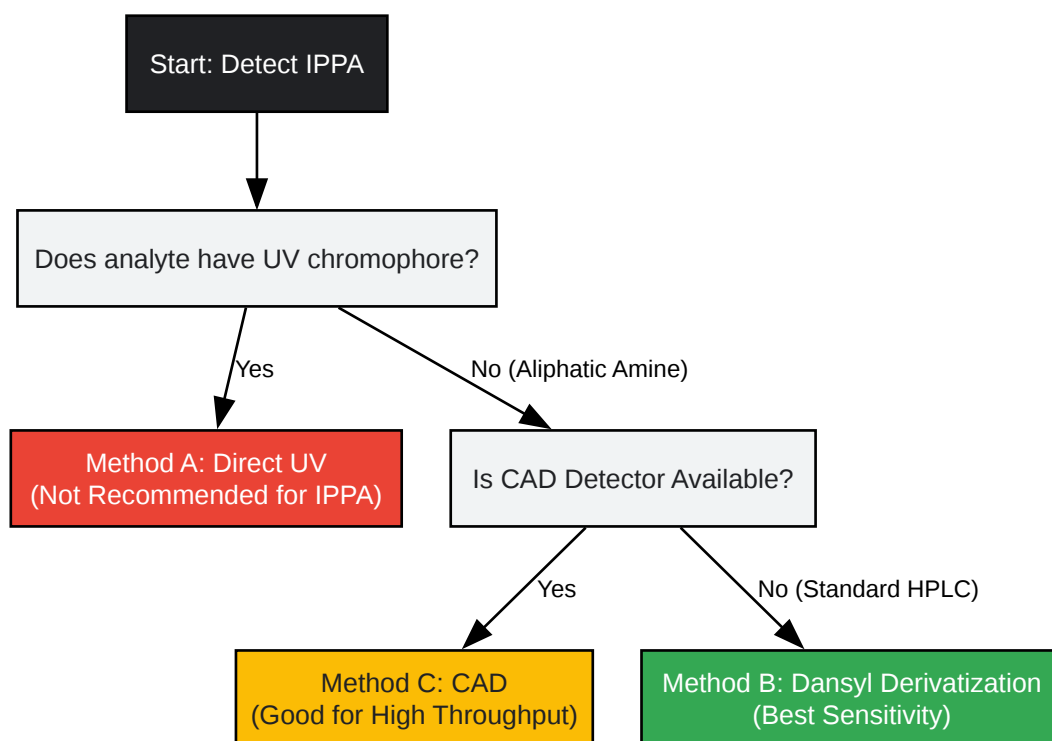 Start: Detect IPPA
Does analyte have UV chromophore?
Yes
No (Aliphatic Amine)
Method A: Direct UV
(Not Recommended for IPPA)
Is CAD Detector Available?
Yes
No (Standard HPLC)
Method C: CAD
(Good for High Throughput)
Method B: Dansyl Derivatization
(Best Sensitivity)